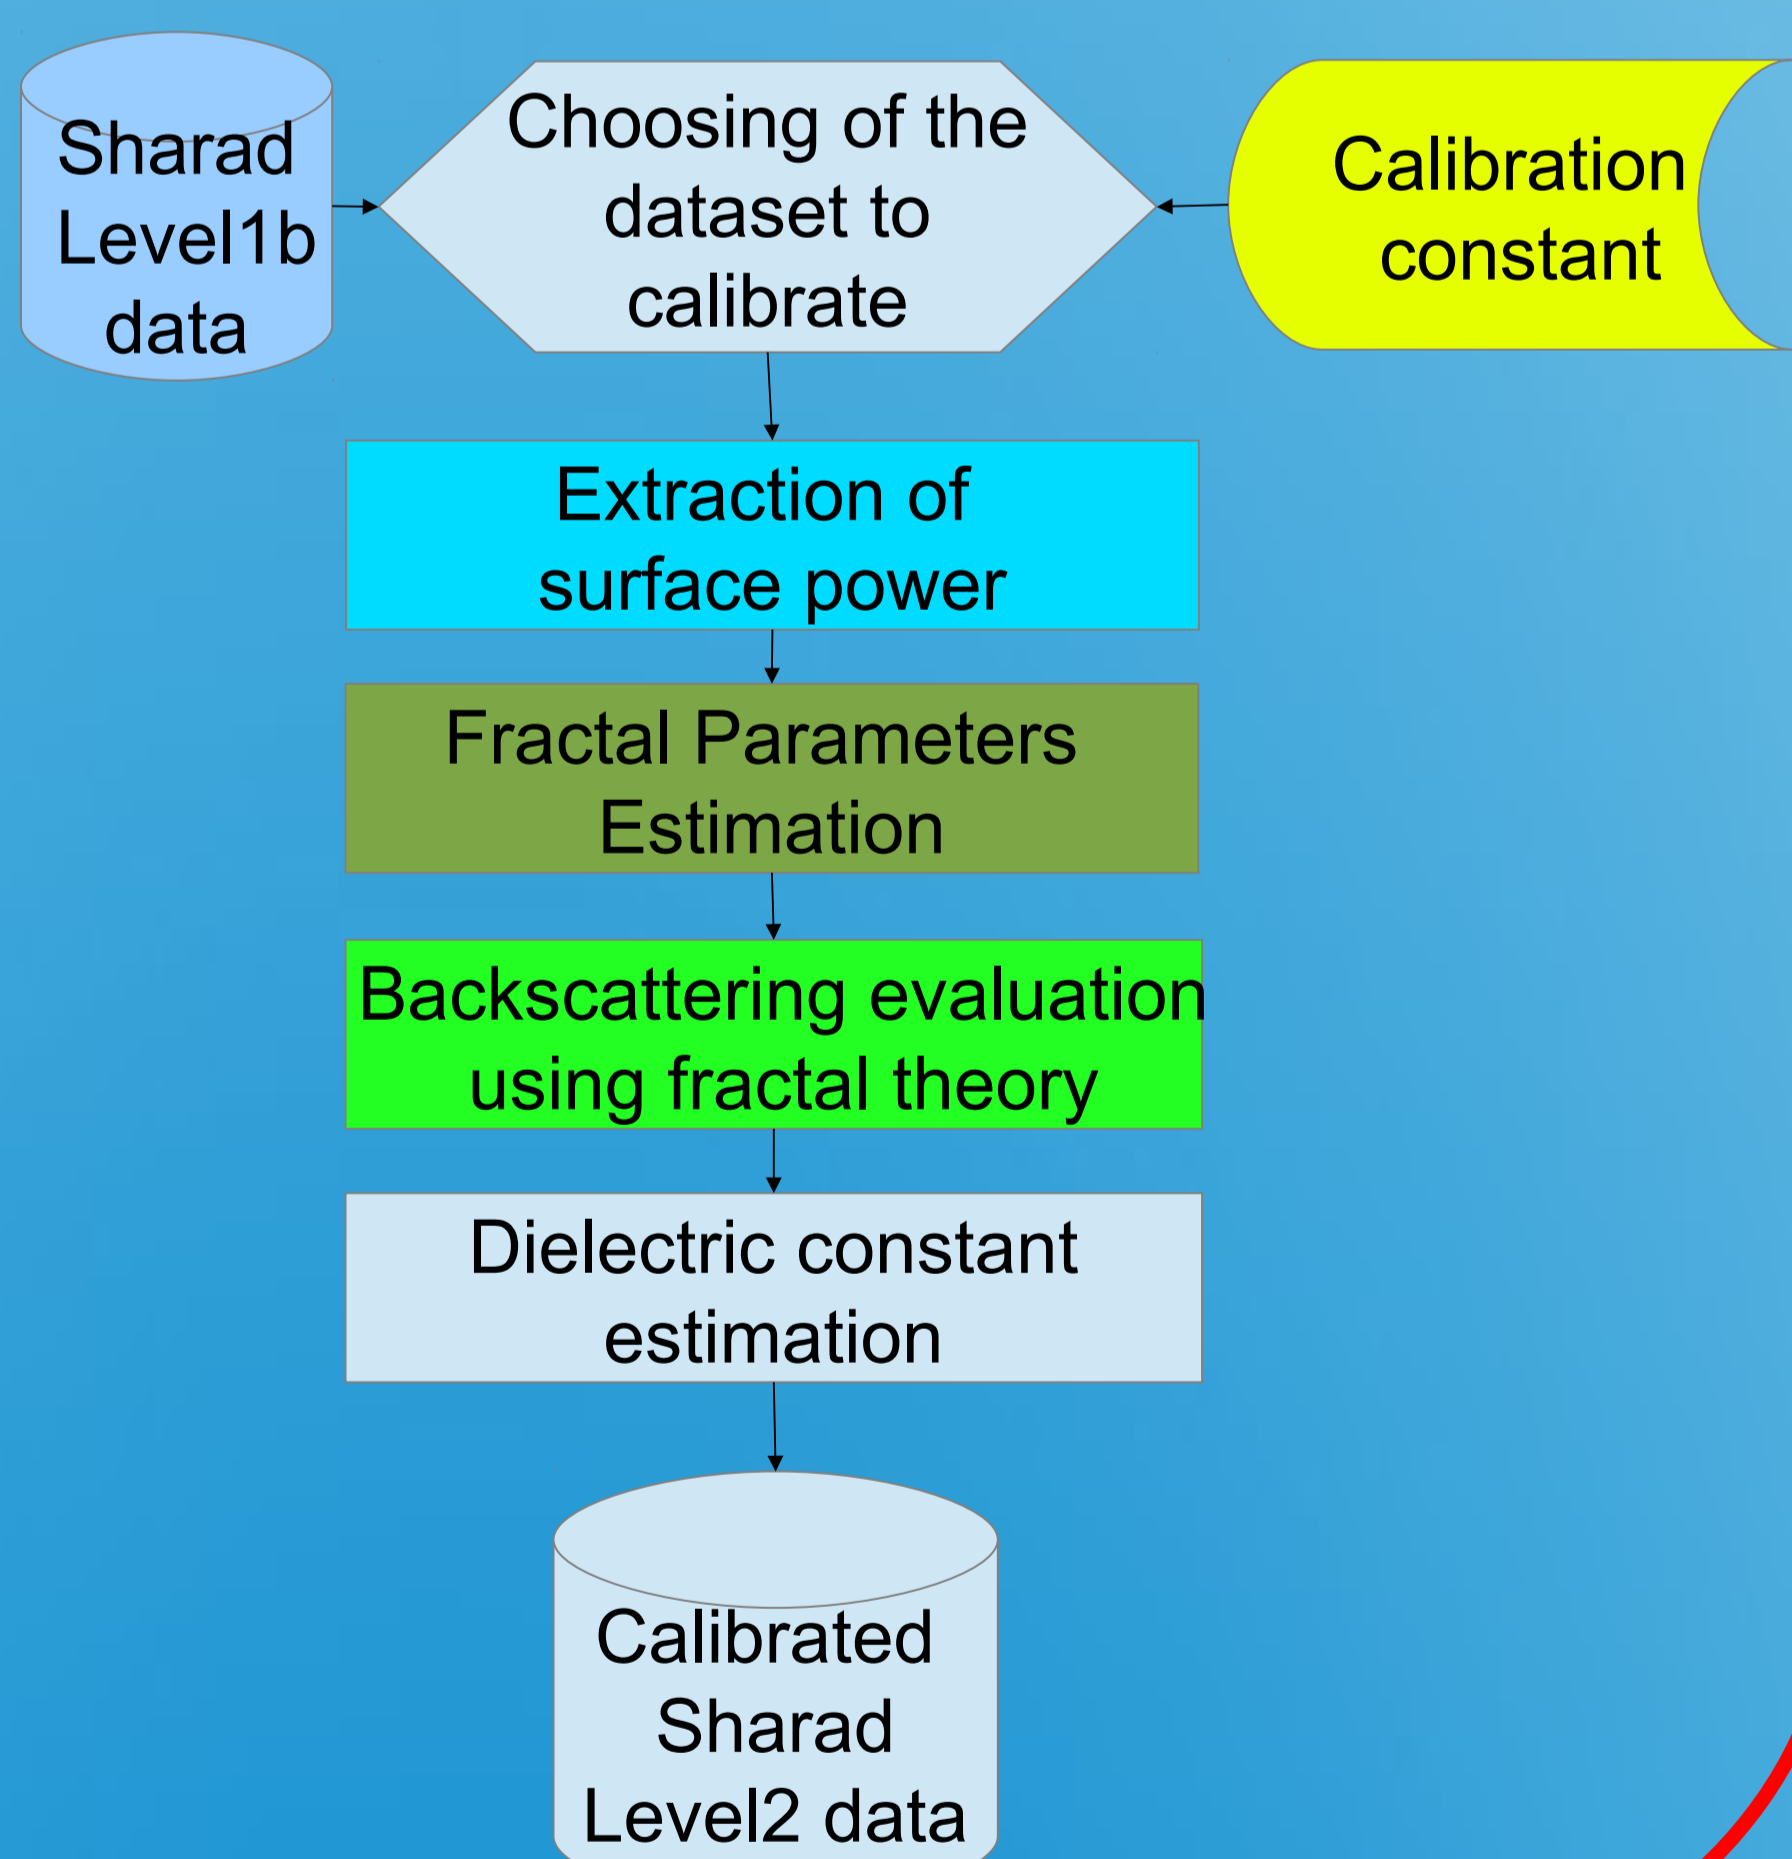 Sharad
Level1b
data
Choosing of the
dataset to
calibrate
Calibration
constant
Extraction of
surface power
Fractal Parameters
Estimation
Backscattering evaluation
using fractal theory
Dielectric constant
estimation
Calibrated
Sharad
Level2 data